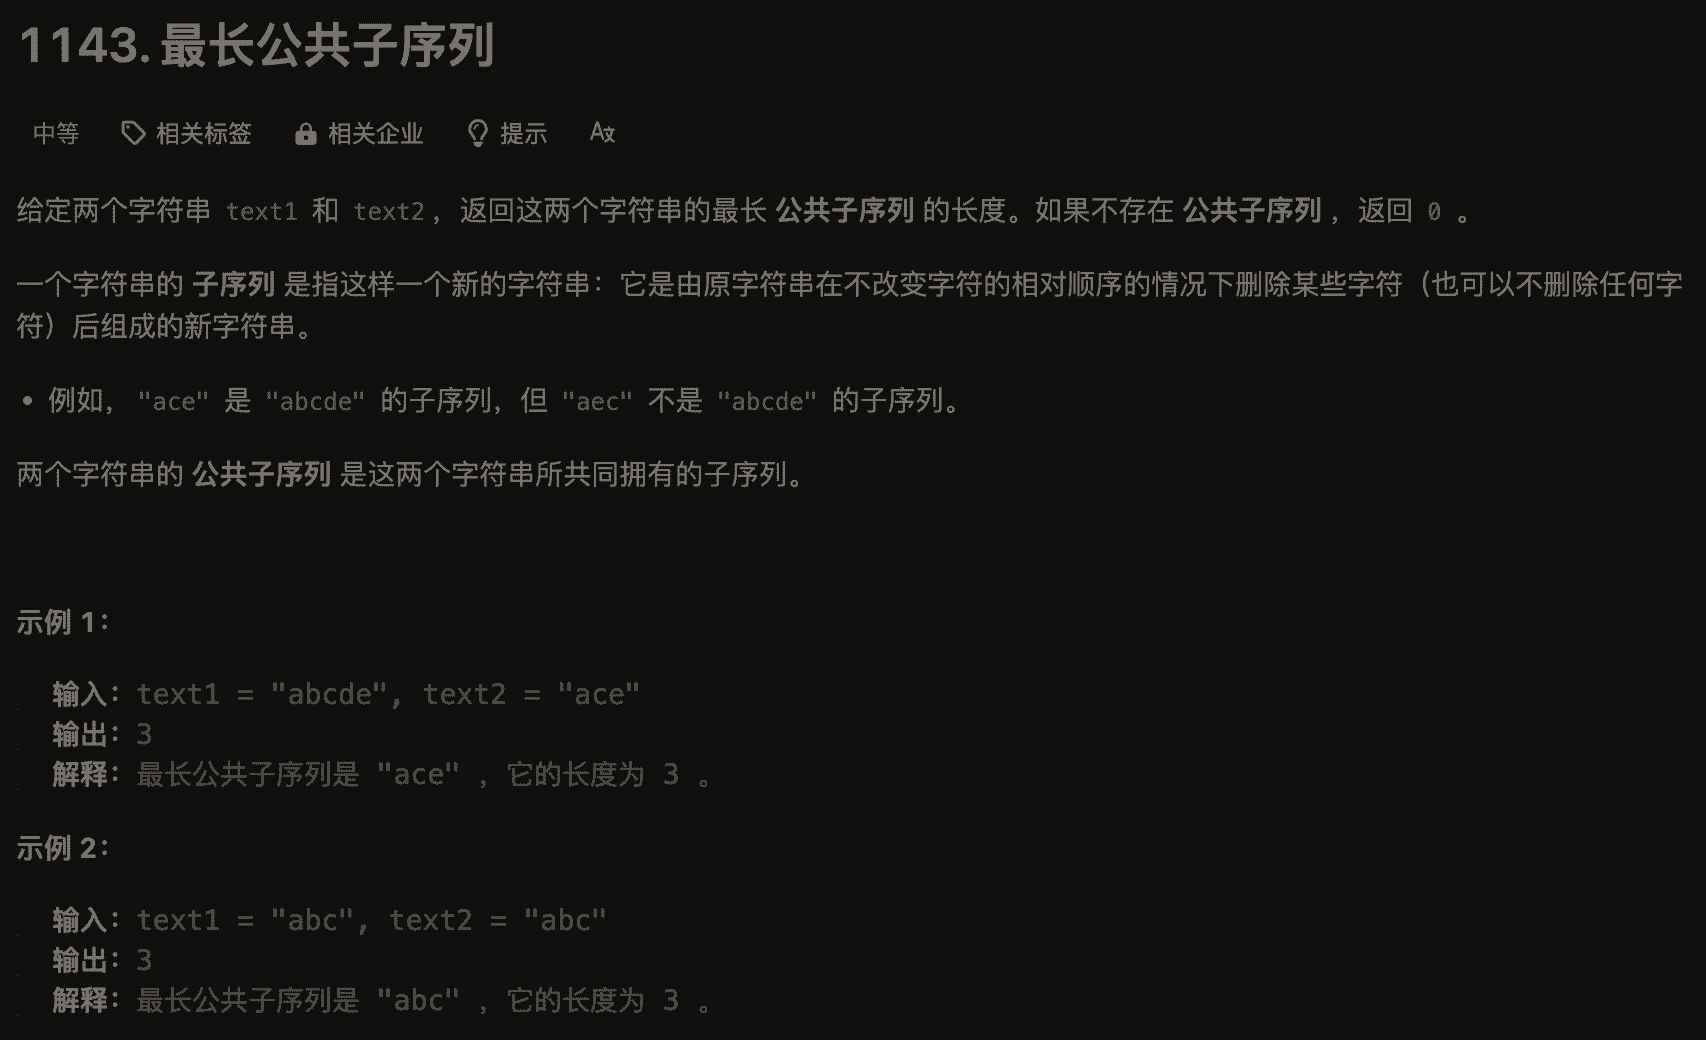 1143. 最长公共子序列
中等 相关标签 相关企业 提示 A文
给定两个字符串 text1 和 text2，返回这两个字符串的最长 公共子序列 的长度。如果不存在 公共子序列 ，返回 0 。
一个字符串的 子序列 是指这样一个新的字符串：它是由原字符串在不改变字符的相对顺序的情况下删除某些字符（也可以不删除任何字
符）后组成的新字符串。
• 例如， "ace" 是 "abcde" 的子序列，但 "aec" 不是 "abcde" 的子序列。
两个字符串的 公共子序列 是这两个字符串所共同拥有的子序列。
示例 1：
输入：text1 = "abcde", text2 = "ace"
输出：3
解释：最长公共子序列是 "ace" ，它的长度为 3 。
示例 2：
输入：text1 = "abc", text2 = "abc"
输出：3
解释：最长公共子序列是 "abc" ，它的长度为 3 。